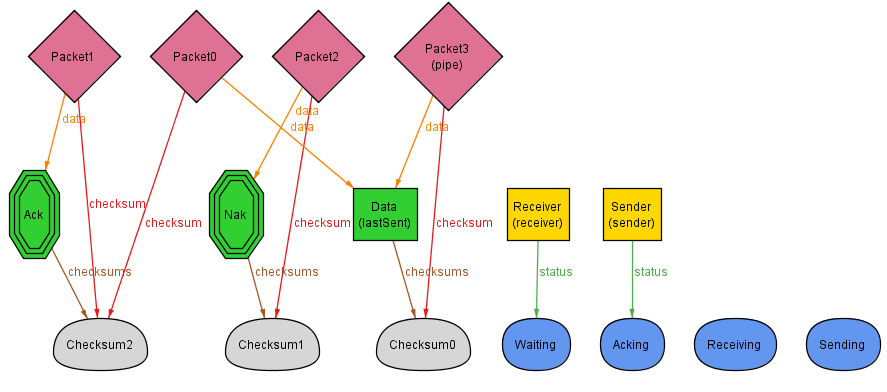 Packet1
Packet0
Packet2
Packet3
(pipe)
data
data
data
data
Ack
Nak
Data
(lastSent)
Receiver
(receiver)
Sender
(sender)
checksum
checksum
checksum
checksum
checksums
checksums
checksums
status
status
Checksum2
Checksum1
Checksum0
Waiting
Acking
Receiving
Sending